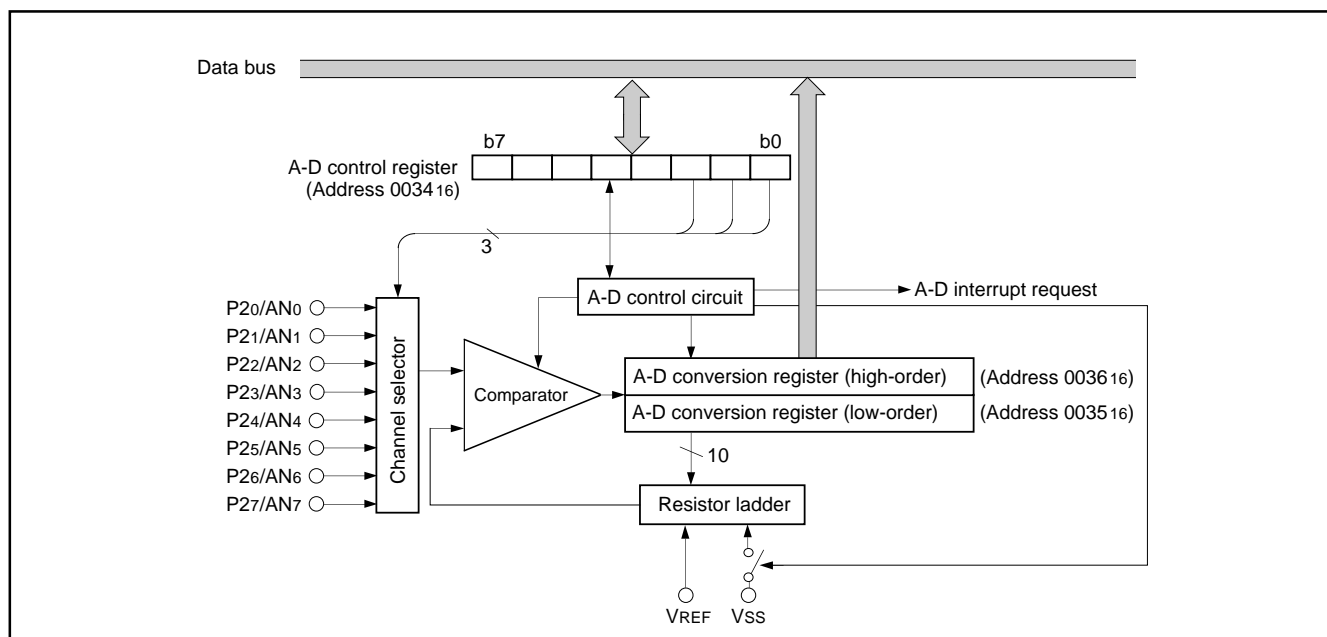 Data bus
b7 b0
A-D control register
(Address 003416)
3
A-D control circuit
A-D interrupt request
P20/AN0
P21/AN1
P22/AN2
P23/AN3
P24/AN4
P25/AN5
P26/AN6
P27/AN7
Channel selector
Comparator
A-D conversion register (high-order) (Address 003616)
A-D conversion register (low-order) (Address 003516)
10
Resistor ladder
VREF VSS